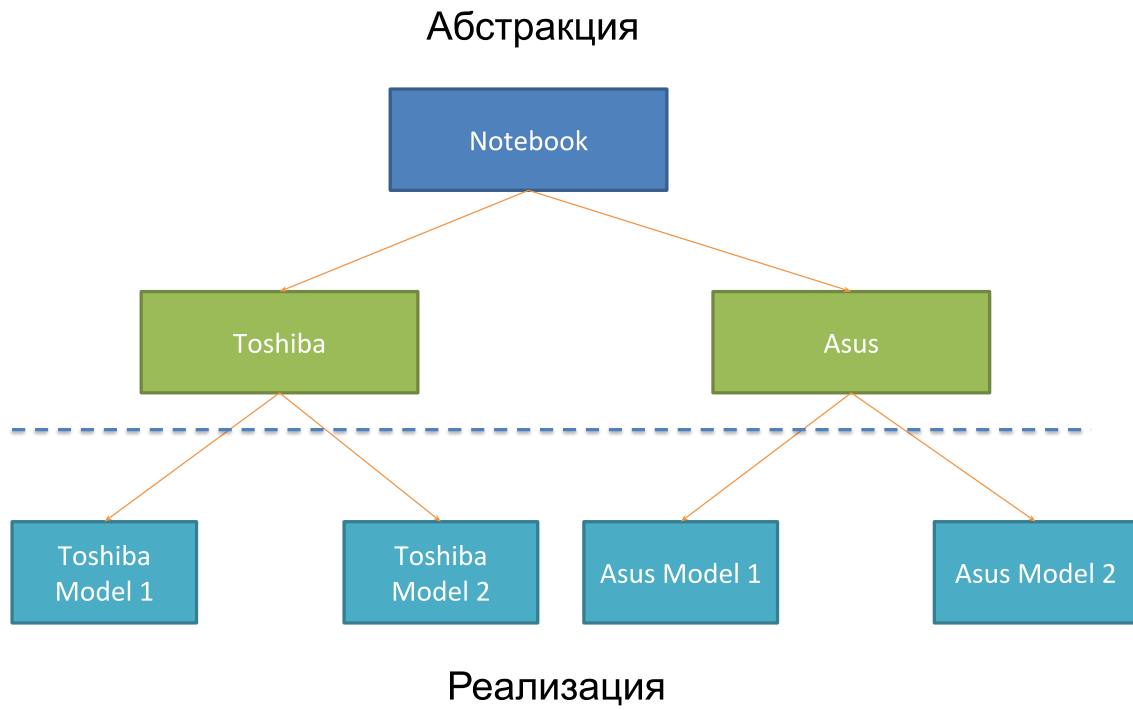 Абстракция
Notebook
Toshiba
Asus
Toshiba
Model 1
Toshiba
Model 2
Asus Model 1
Asus Model 2
Реализация